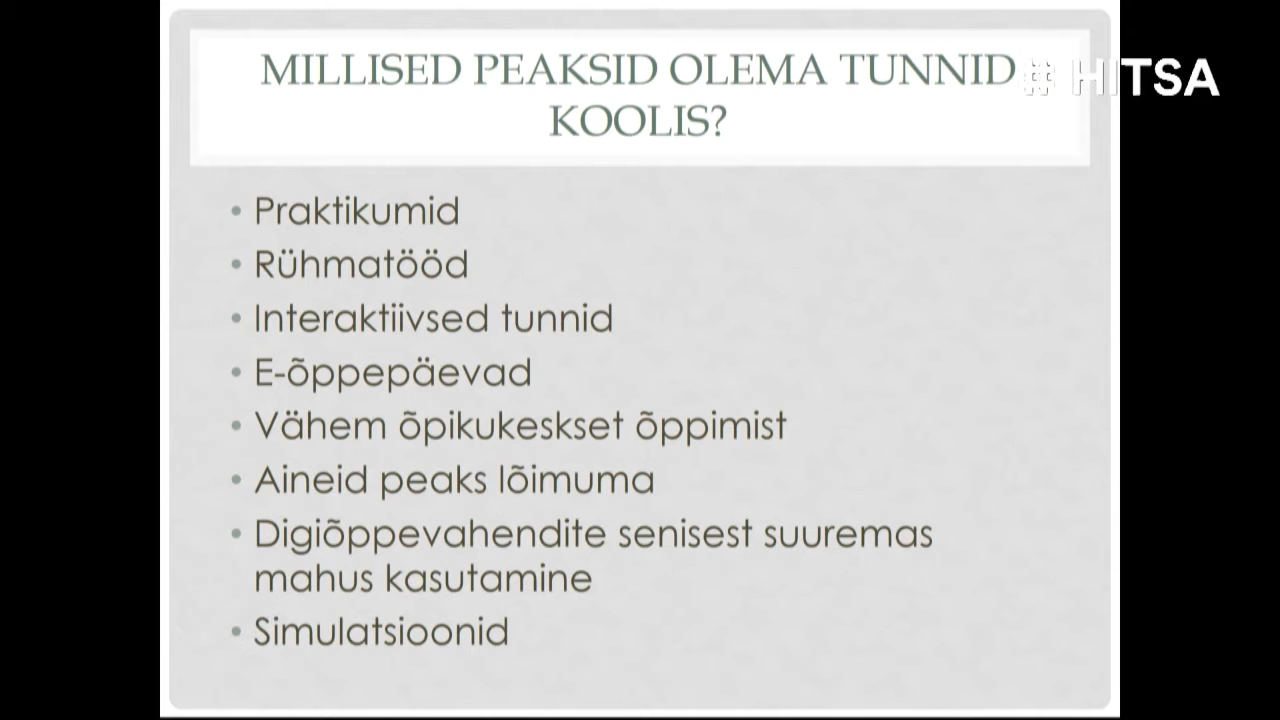 MILLISED PEAKSID OLEMA TUNNID
KOOLIS?
# HITSA
• Praktikumid
• Rühmatööd
• Interaktiivsed tunnid
• E-õppepäevad
• Vähem õpikukeskset õppimist
• Aineid peaks lõimuma
• Digiõppevahendite senisest suuremas
mahus kasutamine
• Simulatsioonid